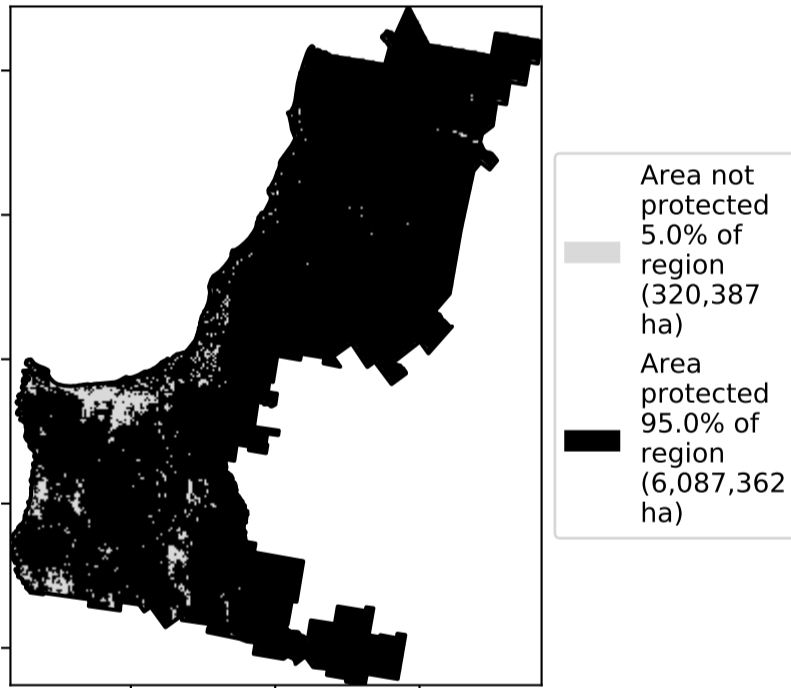 Area not
protected
5.0% of
region
(320,387
ha)
Area
protected
95.0% of
region
(6,087,362
ha)